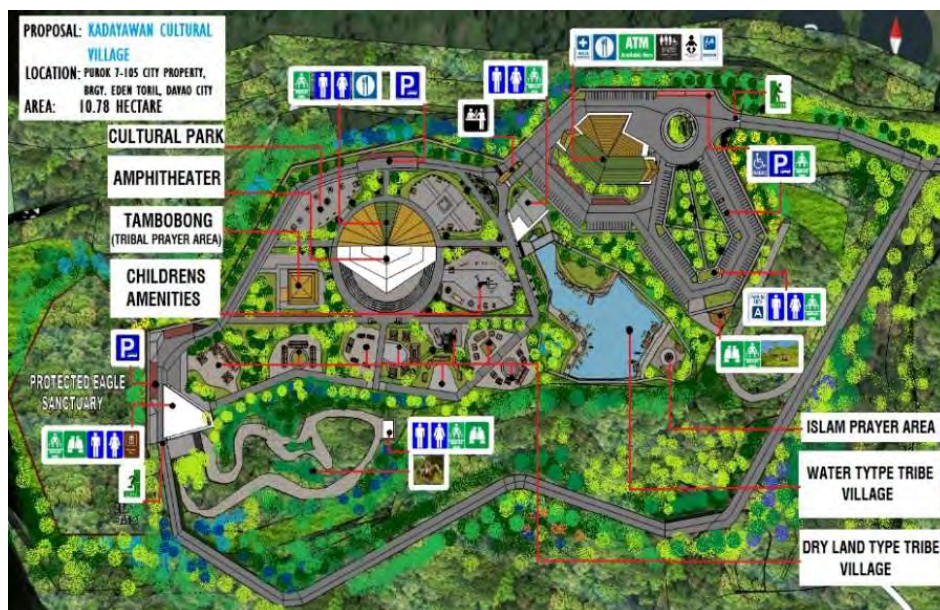 PROPOSAL: KADAYAWAN CULTURAL
VILLAGE
LOCATION: PUROK 7-105 CITY PROPERTY,
BRGY. EDEN TORIL, DAVAO CITY
AREA: 10.78 HECTARE
CULTURAL PARK
AMPHITHEATER
TAMBOBONG
(TRIBAL PRAYER AREA)
CHILDRENS
AMENITIES
ATM
P
P
P
A
PROTECTED EAGLE
SANCTUARY
ISLAM PRAYER AREA
WATER TYTPE TRIBE
VILLAGE
DRY LAND TYPE TRIBE
VILLAGE